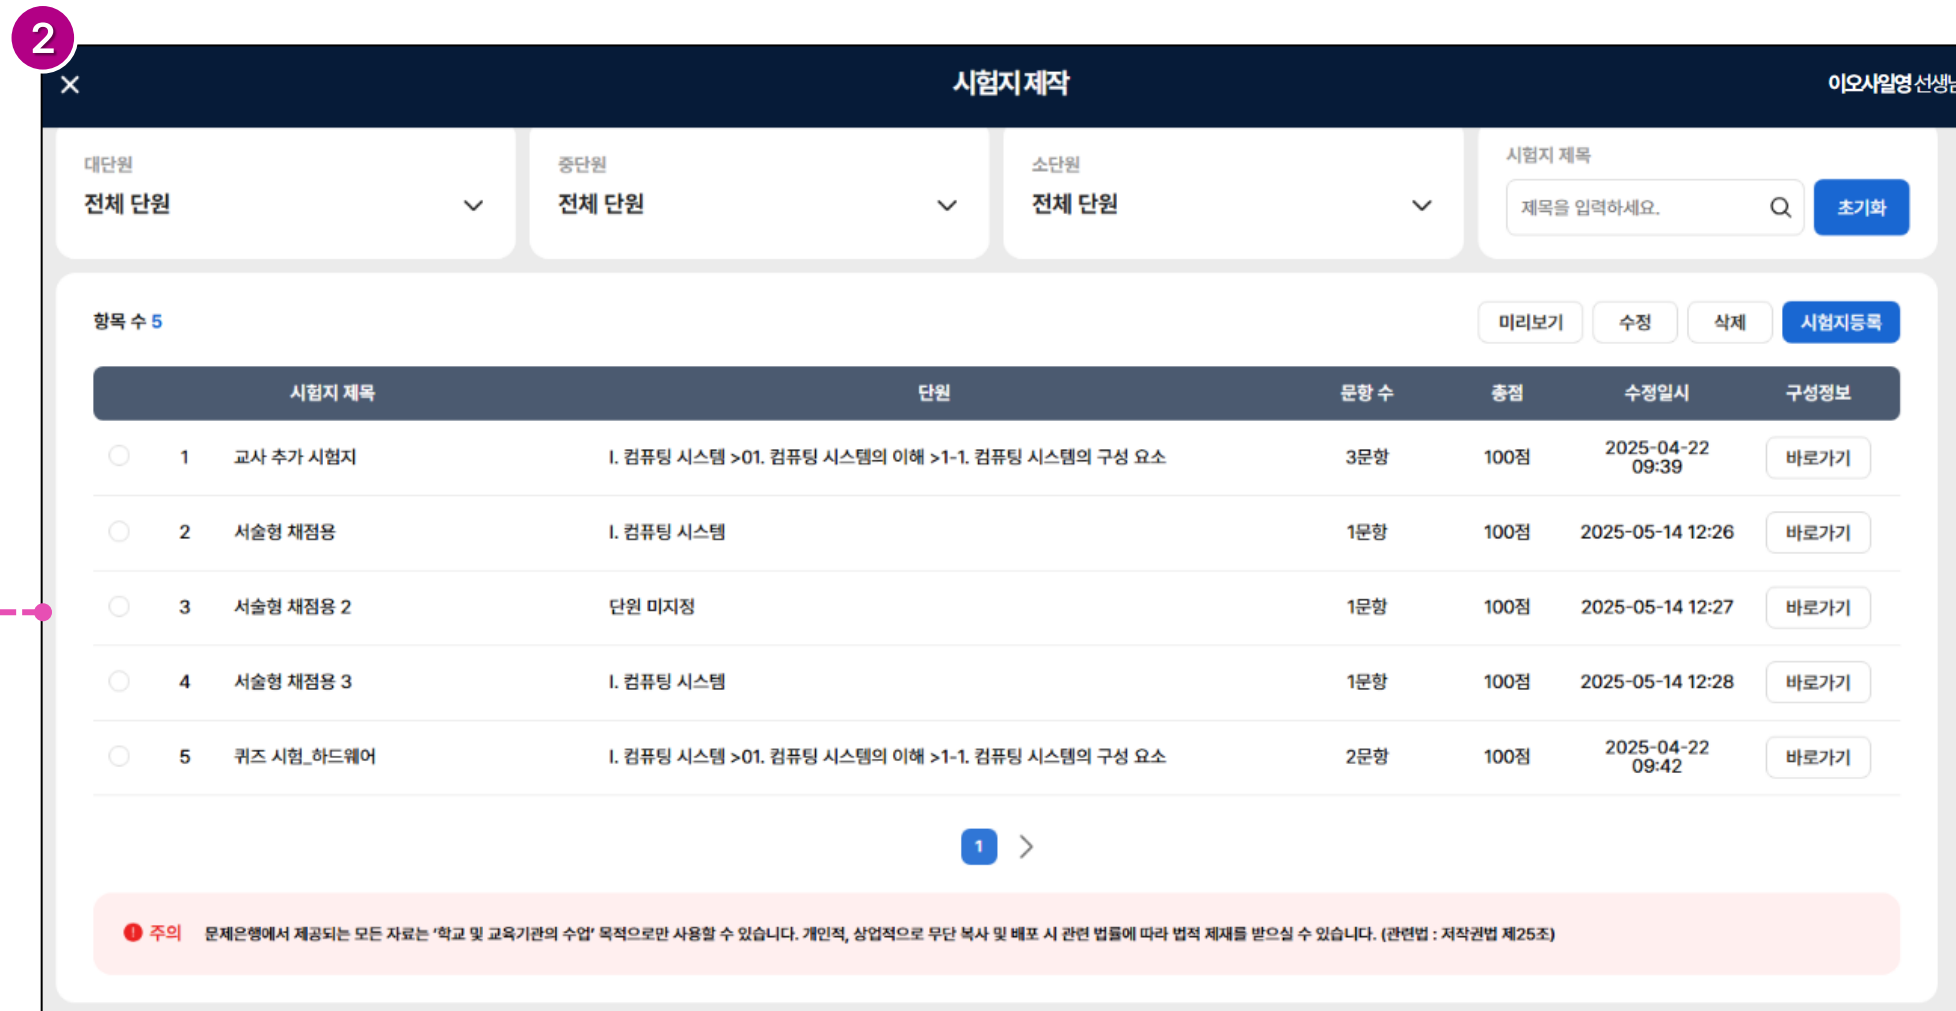 2
시험지 제작
이오사일영 선생님
대단원
전체 단원
중단원
전체 단원
소단원
전체 단원
시험지 제목
제목을 입력하세요.
초기화
항목 수 5
미리보기
수정
삭제
시험지등록
시험지 제목 단원 문항 수 총점 수정일시 구성정보
1 교사 추가 시험지 I. 컴퓨팅 시스템 >01. 컴퓨팅 시스템의 이해 >1-1. 컴퓨팅 시스템의 구성 요소 3문항 100점 2025-04-22 09:39 바로가기
2 서술형 채점용 I. 컴퓨팅 시스템 1문항 100점 2025-05-14 12:26 바로가기
3 서술형 채점용 2 단원 미지정 1문항 100점 2025-05-14 12:27 바로가기
4 서술형 채점용 3 I. 컴퓨팅 시스템 1문항 100점 2025-05-14 12:28 바로가기
5 퀴즈 시험_하드웨어 I. 컴퓨팅 시스템 >01. 컴퓨팅 시스템의 이해 >1-1. 컴퓨팅 시스템의 구성 요소 2문항 100점 2025-04-22 09:42 바로가기
1
주의 문제은행에서 제공되는 모든 자료는 '학교 및 교육기관의 수업' 목적으로만 사용할 수 있습니다. 개인적, 상업적으로 무단 복사 및 배포 시 관련 법률에 따라 법적 제재를 받으실 수 있습니다. (관련법 : 저작권법 제25조)